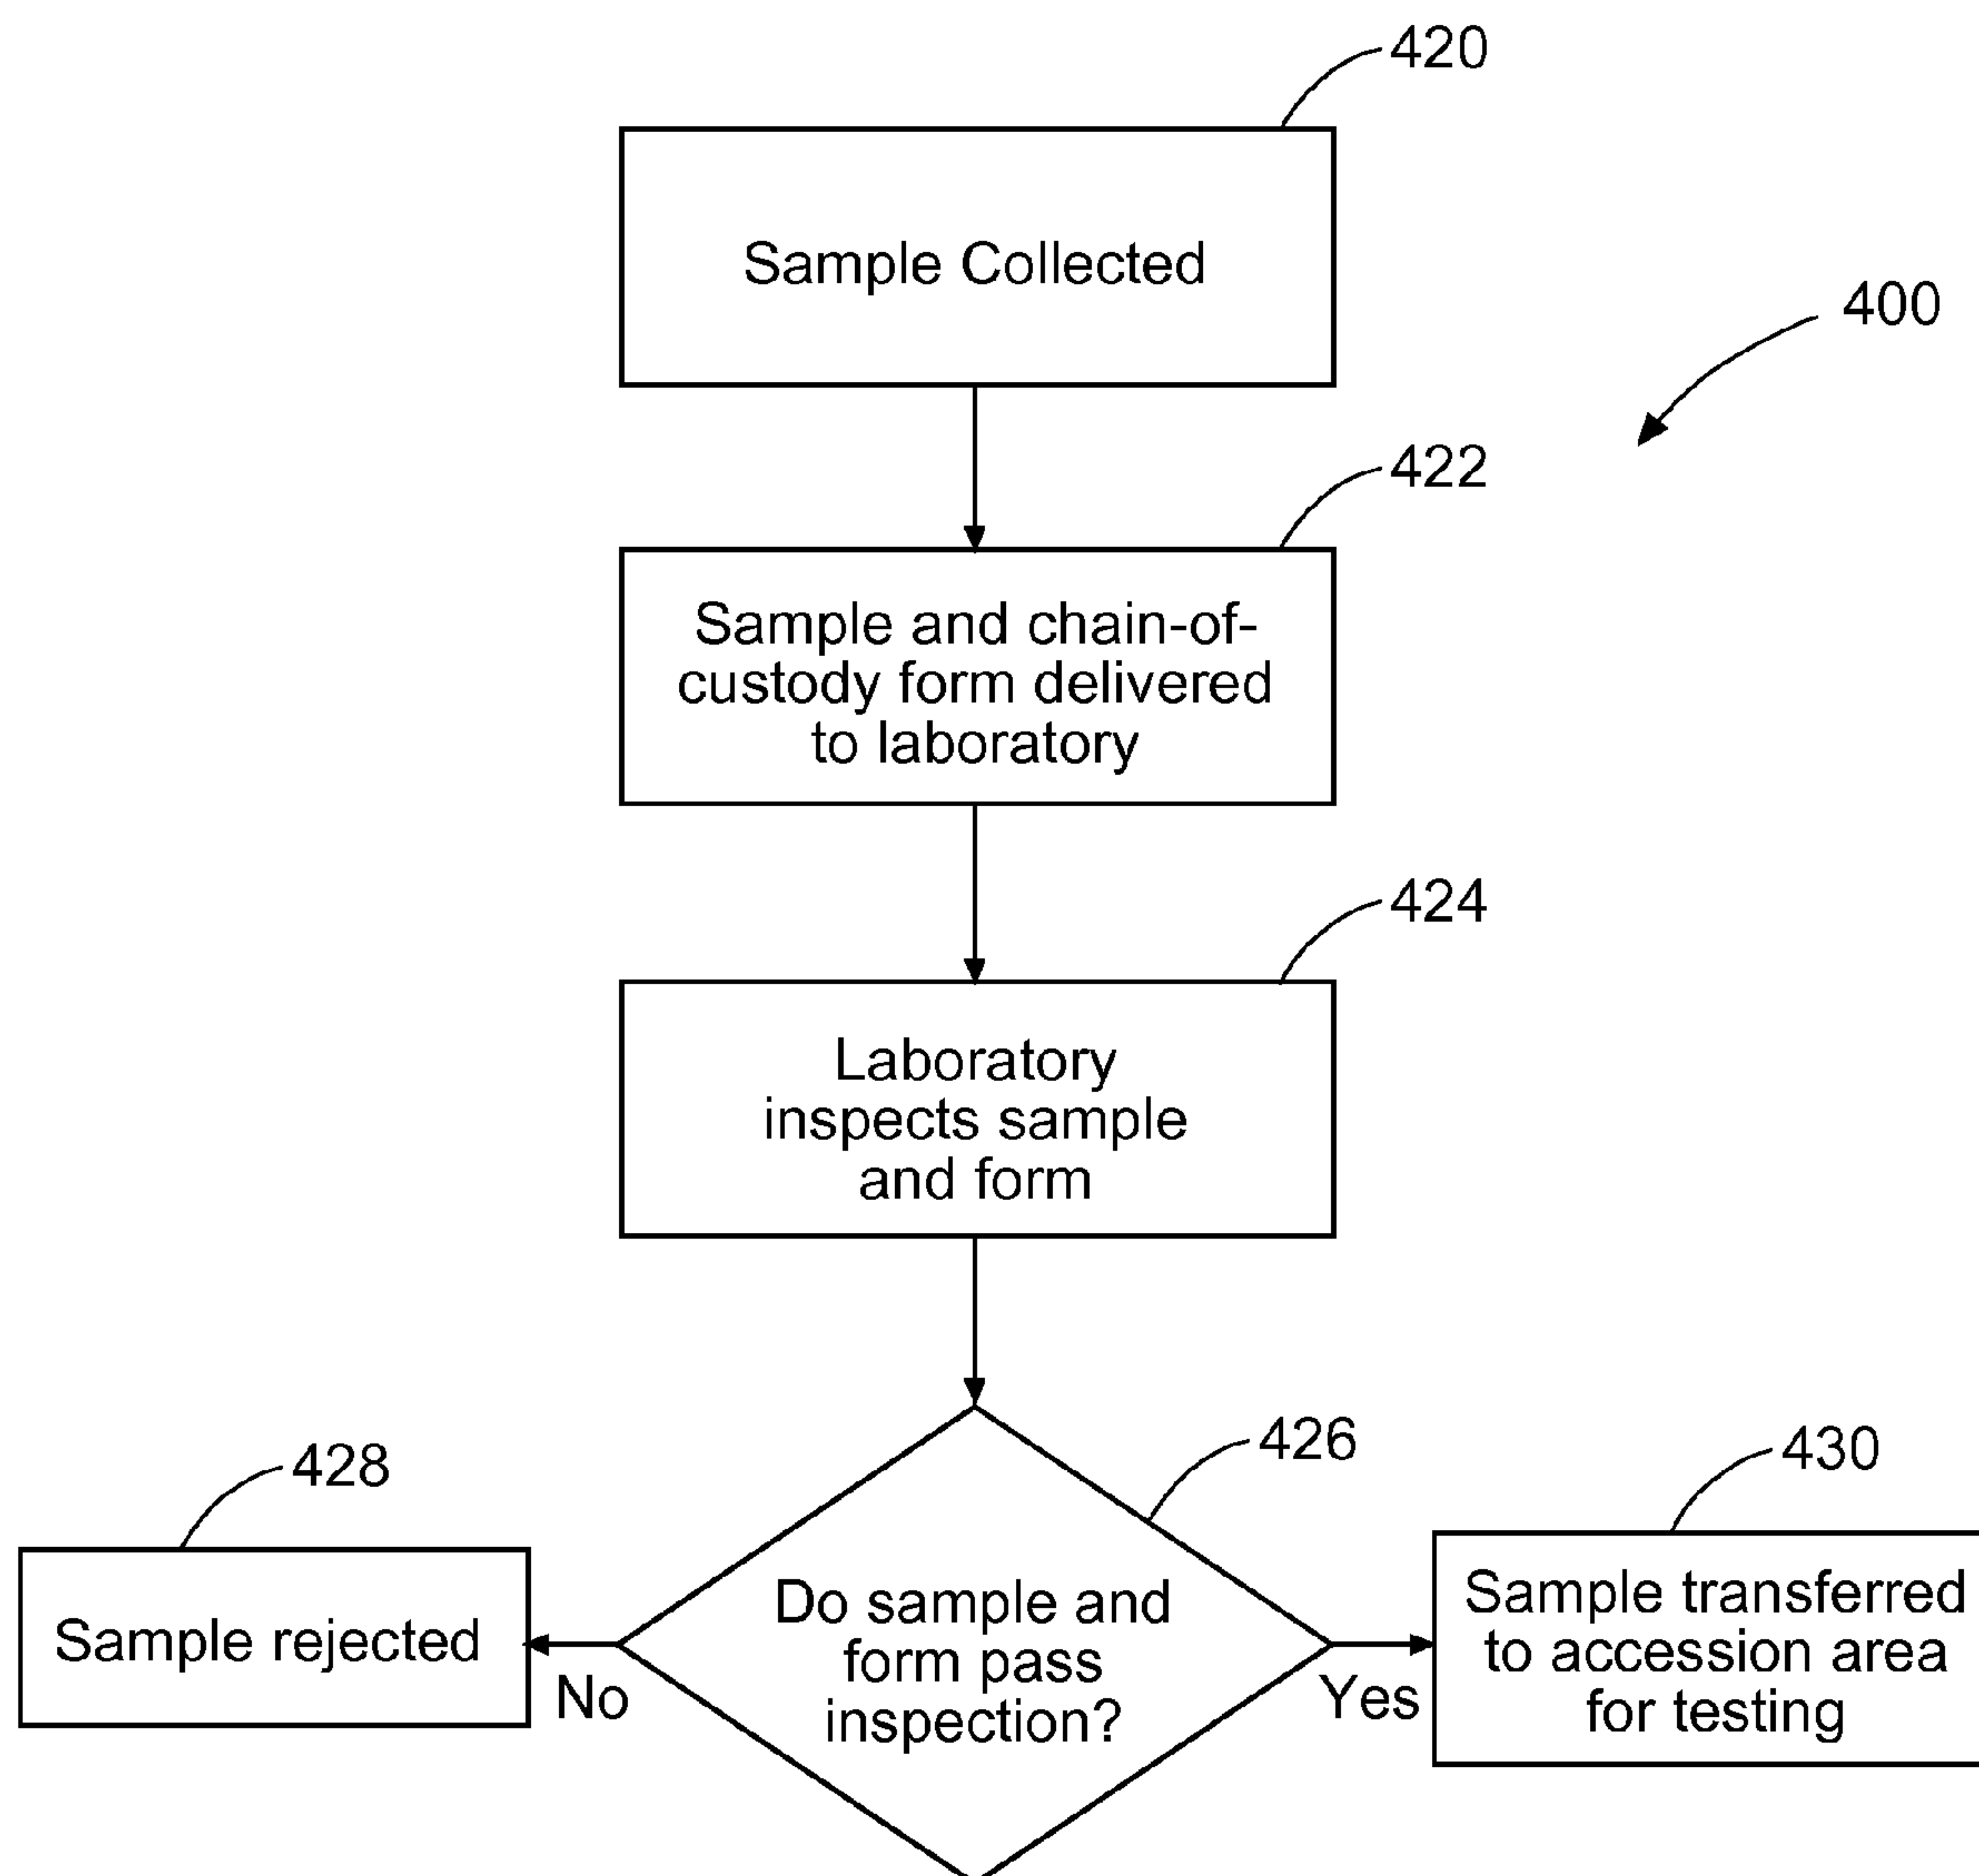 420
Sample Collected
400
422
Sample and chain-of-
custody form delivered
to laboratory
424
Laboratory
inspects sample
and form
426
428
430
Do sample and
form pass
inspection?
Sample rejected
No
Yes
Sample transferred
to accession area
for testing